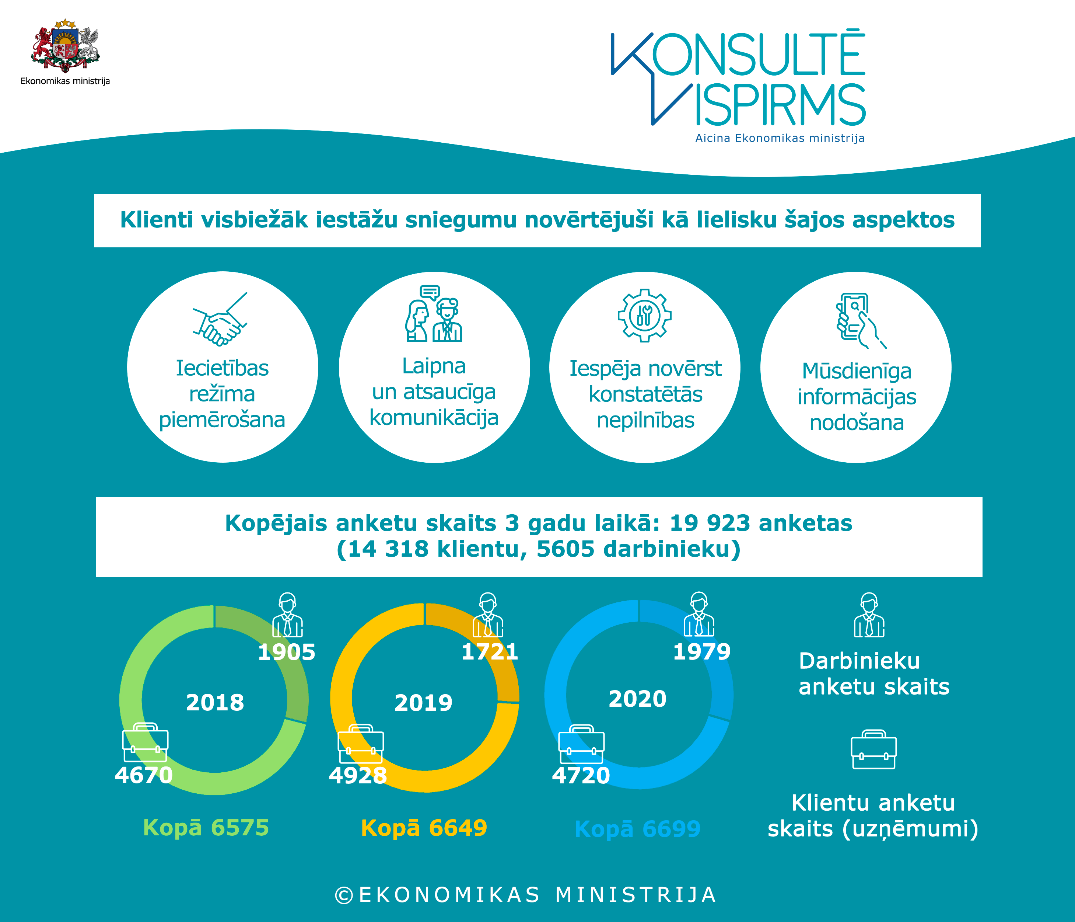 Ekonomikas ministrija
KONSULTĒ
VISPIRMS
Aicina Ekonomikas ministrija
Klienti visbiežāk iestāžu sniegumu novērtējuši kā lielisku šajos aspektos
Iecietības
režīma
piemērošana
Laipna
un atsaucīga
komunikācija
Iespēja novērst
konstatētās
nepilnības
Mūsdienīga
informācijas
nodošana
Kopējais anketu skaits 3 gadu laikā: 19 923 anketas
(14 318 klientu, 5605 darbinieku)
1905
2018
4670
Kopā 6575
1721
2019
4928
Kopā 6649
1979
2020
4720
Kopā 6699
Darbinieku
anketu skaits
Klientu anketu
skaits (uzņēmumi)
©EKONOMIKAS MINISTRIJA